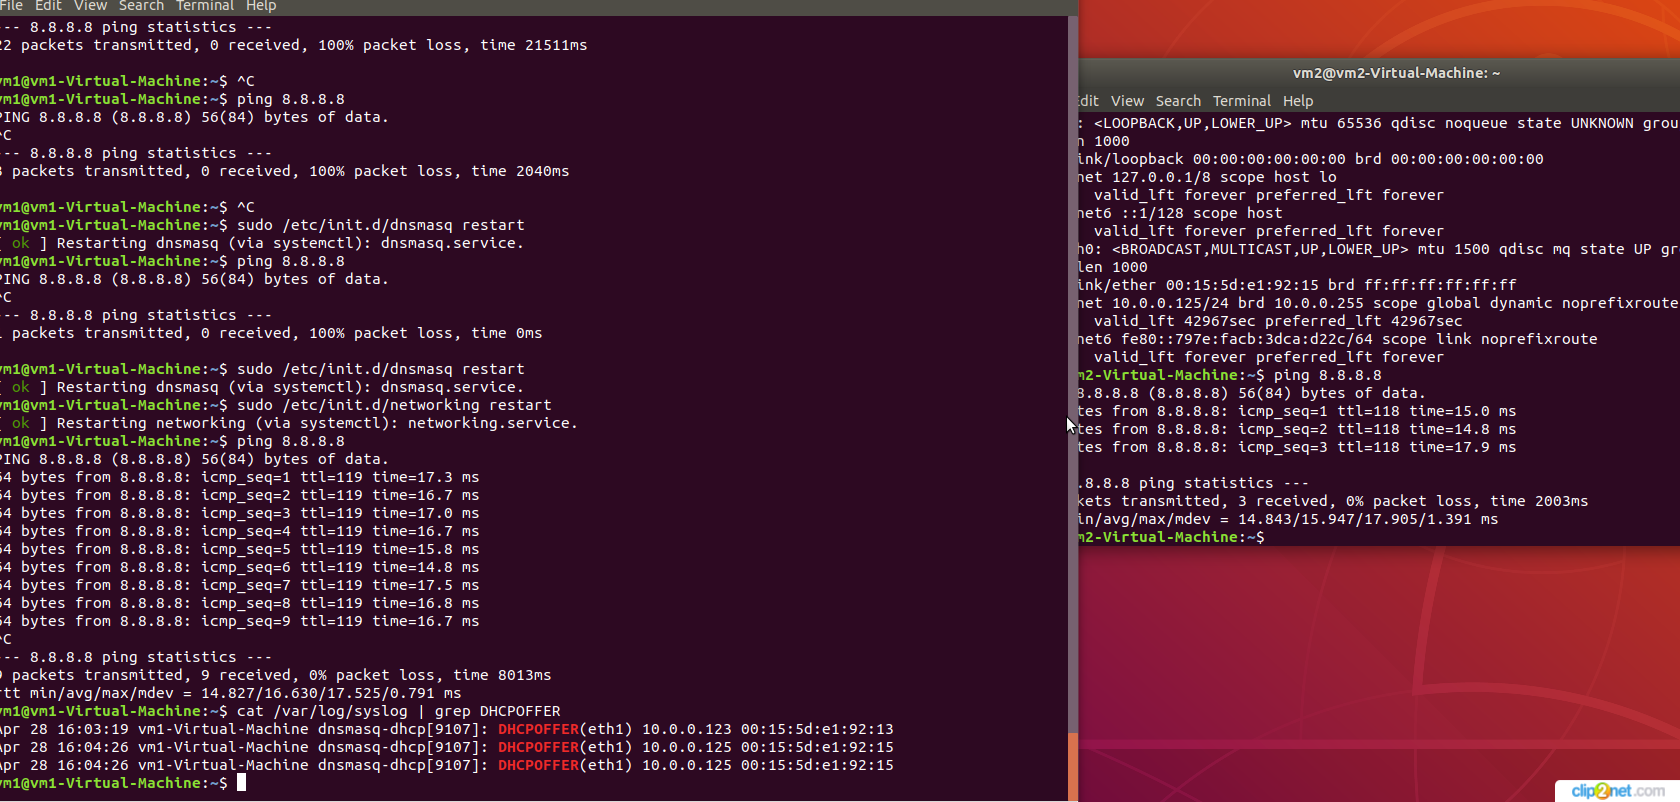 File Edit View Search Terminal Help
--- 8.8.8.8 ping statistics ---
22 packets transmitted, 0 received, 100% packet loss, time 21511ms
vm1@vm1-Virtual-Machine:~$ ^C
vm1@vm1-Virtual-Machine:~$ ping 8.8.8.8
PING 8.8.8.8 (8.8.8.8) 56(84) bytes of data.
^C
--- 8.8.8.8 ping statistics ---
3 packets transmitted, 0 received, 100% packet loss, time 2040ms
vm1@vm1-Virtual-Machine:~$ ^C
vm1@vm1-Virtual-Machine:~$ sudo /etc/init.d/dnsmasq restart
[ ok ] Restarting dnsmasq (via systemctl): dnsmasq.service.
vm1@vm1-Virtual-Machine:~$ ping 8.8.8.8
PING 8.8.8.8 (8.8.8.8) 56(84) bytes of data.
^C
--- 8.8.8.8 ping statistics ---
1 packets transmitted, 0 received, 100% packet loss, time 0ms
vm1@vm1-Virtual-Machine:~$ sudo /etc/init.d/dnsmasq restart
[ ok ] Restarting dnsmasq (via systemctl): dnsmasq.service.
vm1@vm1-Virtual-Machine:~$ sudo /etc/init.d/networking restart
[ ok ] Restarting networking (via systemctl): networking.service.
vm1@vm1-Virtual-Machine:~$ ping 8.8.8.8
PING 8.8.8.8 (8.8.8.8) 56(84) bytes of data.
64 bytes from 8.8.8.8: icmp_seq=1 ttl=119 time=17.3 ms
64 bytes from 8.8.8.8: icmp_seq=2 ttl=119 time=16.7 ms
64 bytes from 8.8.8.8: icmp_seq=3 ttl=119 time=17.0 ms
64 bytes from 8.8.8.8: icmp_seq=4 ttl=119 time=16.7 ms
64 bytes from 8.8.8.8: icmp_seq=5 ttl=119 time=15.8 ms
64 bytes from 8.8.8.8: icmp_seq=6 ttl=119 time=14.8 ms
64 bytes from 8.8.8.8: icmp_seq=7 ttl=119 time=17.5 ms
64 bytes from 8.8.8.8: icmp_seq=8 ttl=119 time=16.8 ms
64 bytes from 8.8.8.8: icmp_seq=9 ttl=119 time=16.7 ms
^C
--- 8.8.8.8 ping statistics ---
9 packets transmitted, 9 received, 0% packet loss, time 8013ms
rtt min/avg/max/mdev = 14.827/16.630/17.525/0.791 ms
vm1@vm1-Virtual-Machine:~$ cat /var/log/syslog | grep DHCPOFFER
Apr 28 16:03:19 vm1-Virtual-Machine dnsmasq-dhcp[9107]: DHCPOFFER(eth1) 10.0.0.123 00:15:5d:e1:92:13
Apr 28 16:04:26 vm1-Virtual-Machine dnsmasq-dhcp[9107]: DHCPOFFER(eth1) 10.0.0.125 00:15:5d:e1:92:15
Apr 28 16:04:26 vm1-Virtual-Machine dnsmasq-dhcp[9107]: DHCPOFFER(eth1) 10.0.0.125 00:15:5d:e1:92:15
vm1@vm1-Virtual-Machine:~$
vm2@vm2-Virtual-Machine: ~
Edit View Search Terminal Help
: <LOOPBACK,UP,LOWER_UP> mtu 65536 qdisc noqueue state UNKNOWN grou
n 1000
ink/loopback 00:00:00:00:00:00 brd 00:00:00:00:00:00
net 127.0.0.1/8 scope host lo
valid_lft forever preferred_lft forever
net6 ::1/128 scope host
valid_lft forever preferred_lft forever
h0: <BROADCAST,MULTICAST,UP,LOWER_UP> mtu 1500 qdisc mq state UP gr
len 1000
ink/ether 00:15:5d:e1:92:15 brd ff:ff:ff:ff:ff:ff
net 10.0.0.125/24 brd 10.0.0.255 scope global dynamic noprefixroute
valid_lft 42967sec preferred_lft 42967sec
net6 fe80::797e:facb:3dca:d22c/64 scope link noprefixroute
valid_lft forever preferred_lft forever
m2-Virtual-Machine:~$ ping 8.8.8.8
8.8.8.8 (8.8.8.8) 56(84) bytes of data.
tes from 8.8.8.8: icmp_seq=1 ttl=118 time=15.0 ms
tes from 8.8.8.8: icmp_seq=2 ttl=118 time=14.8 ms
tes from 8.8.8.8: icmp_seq=3 ttl=118 time=17.9 ms
.8.8.8 ping statistics ---
kets transmitted, 3 received, 0% packet loss, time 2003ms
in/avg/max/mdev = 14.843/15.947/17.905/1.391 ms
m2-Virtual-Machine:~$
clip2net.com